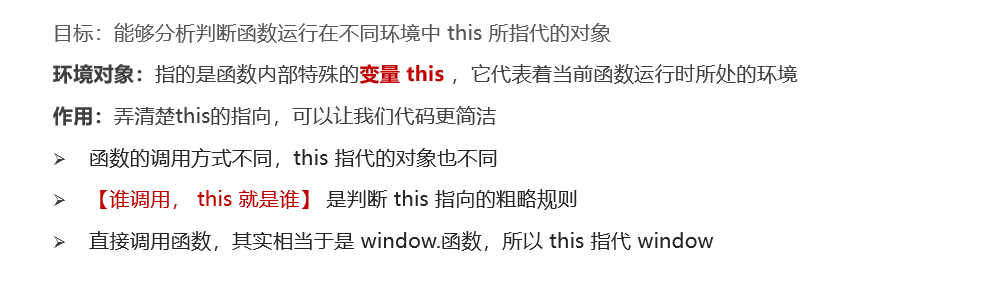 目标：能够分析判断函数运行在不同环境中 this 所指代的对象
环境对象：指的是函数内部特殊的变量 this ，它代表着当前函数运行时所处的环境
作用：弄清楚this的指向，可以让我们代码更简洁
➢ 函数的调用方式不同，this 指代的对象也不同
➢ 【谁调用， this 就是谁】 是判断 this 指向的粗略规则
➢ 直接调用函数，其实相当于是 window.函数，所以 this 指代 window